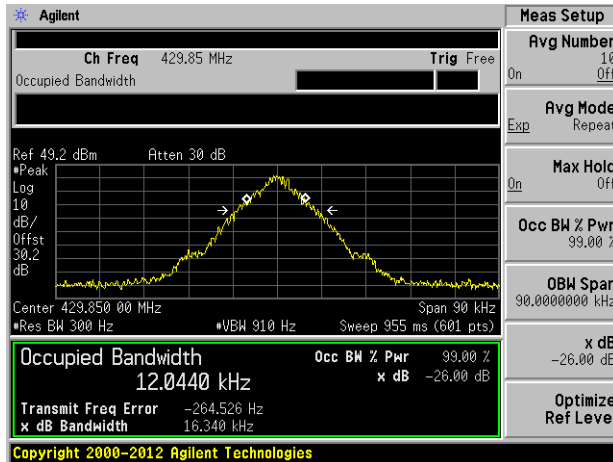 Agilent
Meas Setup
Ch Freq 429.85 MHz Trig Free
Occupied Bandwidth
Avg Number
10
On Off
Avg Mode
Exp Repeat
Max Hold
On Off
Occ BW % Pwr
99.00 %
OBW Span
90.0000000 kHz
x dB
-26.00 dB
Optimize
Ref Level
Ref 49.2 dBm Atten 30 dB
#Peak
Log
10
dB/
Offst
30.2
dB
Center 429.850 00 MHz Span 90 kHz
#Res BW 300 Hz #VBW 910 Hz Sweep 955 ms (601 pts)
Occupied Bandwidth Occ BW % Pwr 99.00 %
12.0440 kHz x dB -26.00 dB
Transmit Freq Error -264.526 Hz
x dB Bandwidth 16.340 kHz
Copyright 2000-2012 Agilent Technologies